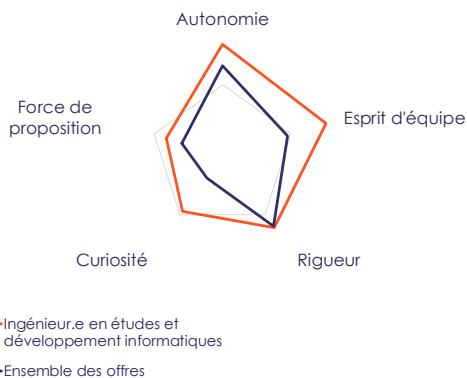 Autonomie
Force de
proposition
Esprit d'équipe
Curiosité
Rigueur
Ingénieur.e en études et
développement informatiques
Ensemble des offres